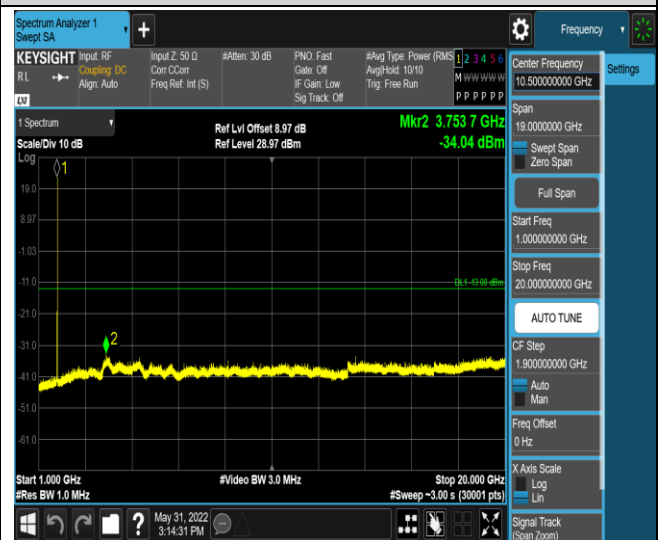 Spectrum Analyzer 1
Swept SA
+
Frequency
KEYSIGHT
RL
LXI
Input: RF
Coupling: DC
Align: Auto
Input Z: 50 Ω
Corr CCorr
Freq Ref: Int (S)
#Atten: 30 dB
PNO: Fast
Gate: Off
IF Gain: Low
Sig Track: Off
#Avg Type: Power (RMS
Avg|Hold: 10/10
Trig: Free Run
1 2 3 4 5 6
M W W W W W
P P P P P P
1 Spectrum
Scale/Div 10 dB
Log
Ref Lvl Offset 8.97 dB
Ref Level 28.97 dBm
Mkr2 3.753 7 GHz
-34.04 dBm
1
19.0
8.97
-1.03
-11.0
DL1 -13.00 dBm
-21.0
-31.0
2
-41.0
-51.0
-61.0
Start 1.000 GHz
#Res BW 1.0 MHz
#Video BW 3.0 MHz
Stop 20.000 GHz
#Sweep ~3.00 s (30001 pts)
?
May 31, 2022
3:14:31 PM
Center Frequency
10.500000000 GHz
Settings
Span
19.0000000 GHz
Swept Span
Zero Span
Full Span
Start Freq
1.000000000 GHz
Stop Freq
20.000000000 GHz
AUTO TUNE
CF Step
1.900000000 GHz
Auto
Man
Freq Offset
0 Hz
X Axis Scale
Log
Lin
Signal Track
(Span Zoom)